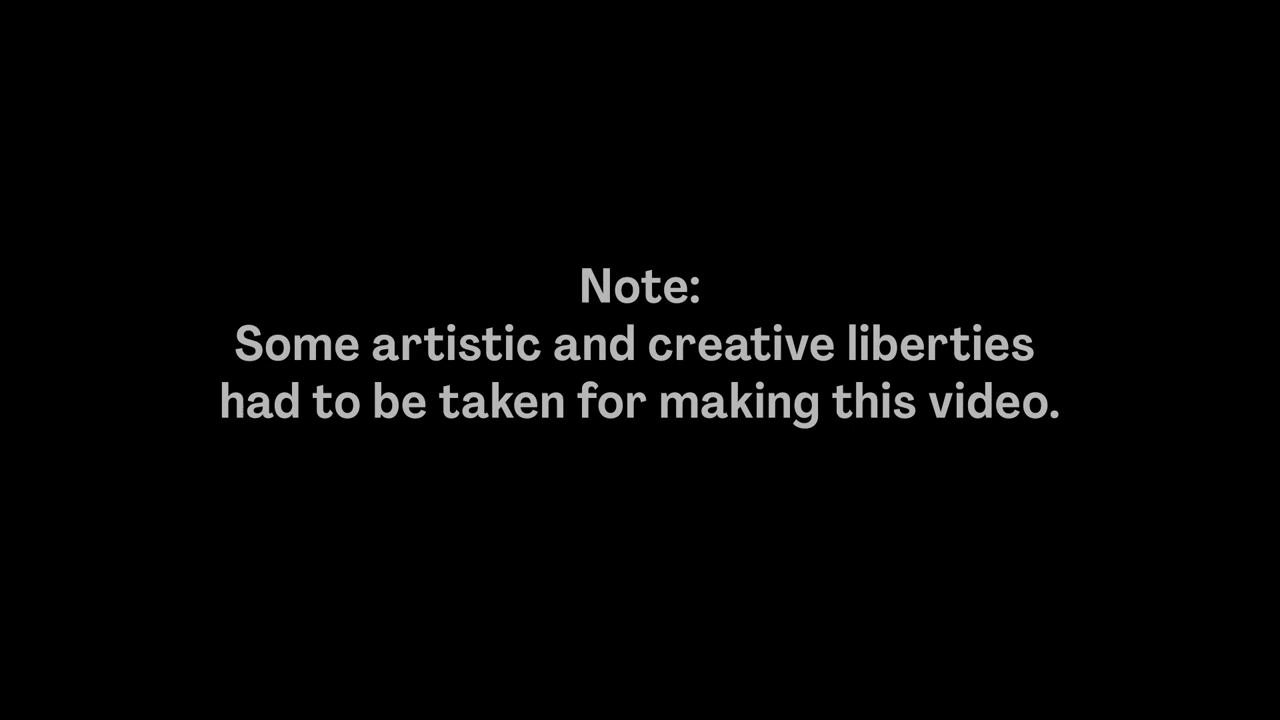 Note:
Some artistic and creative liberties
had to be taken for making this video.